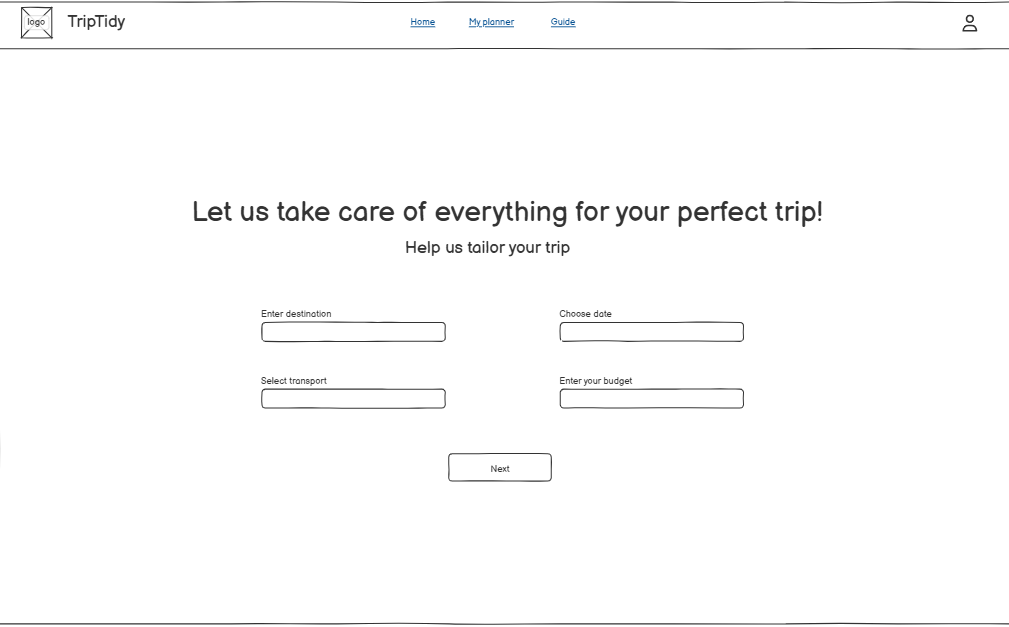 logo TripTidy Home My planner Guide
Let us take care of everything for your perfect trip!
Help us tailor your trip
Enter destination Choose date
Select transport Enter your budget
Next